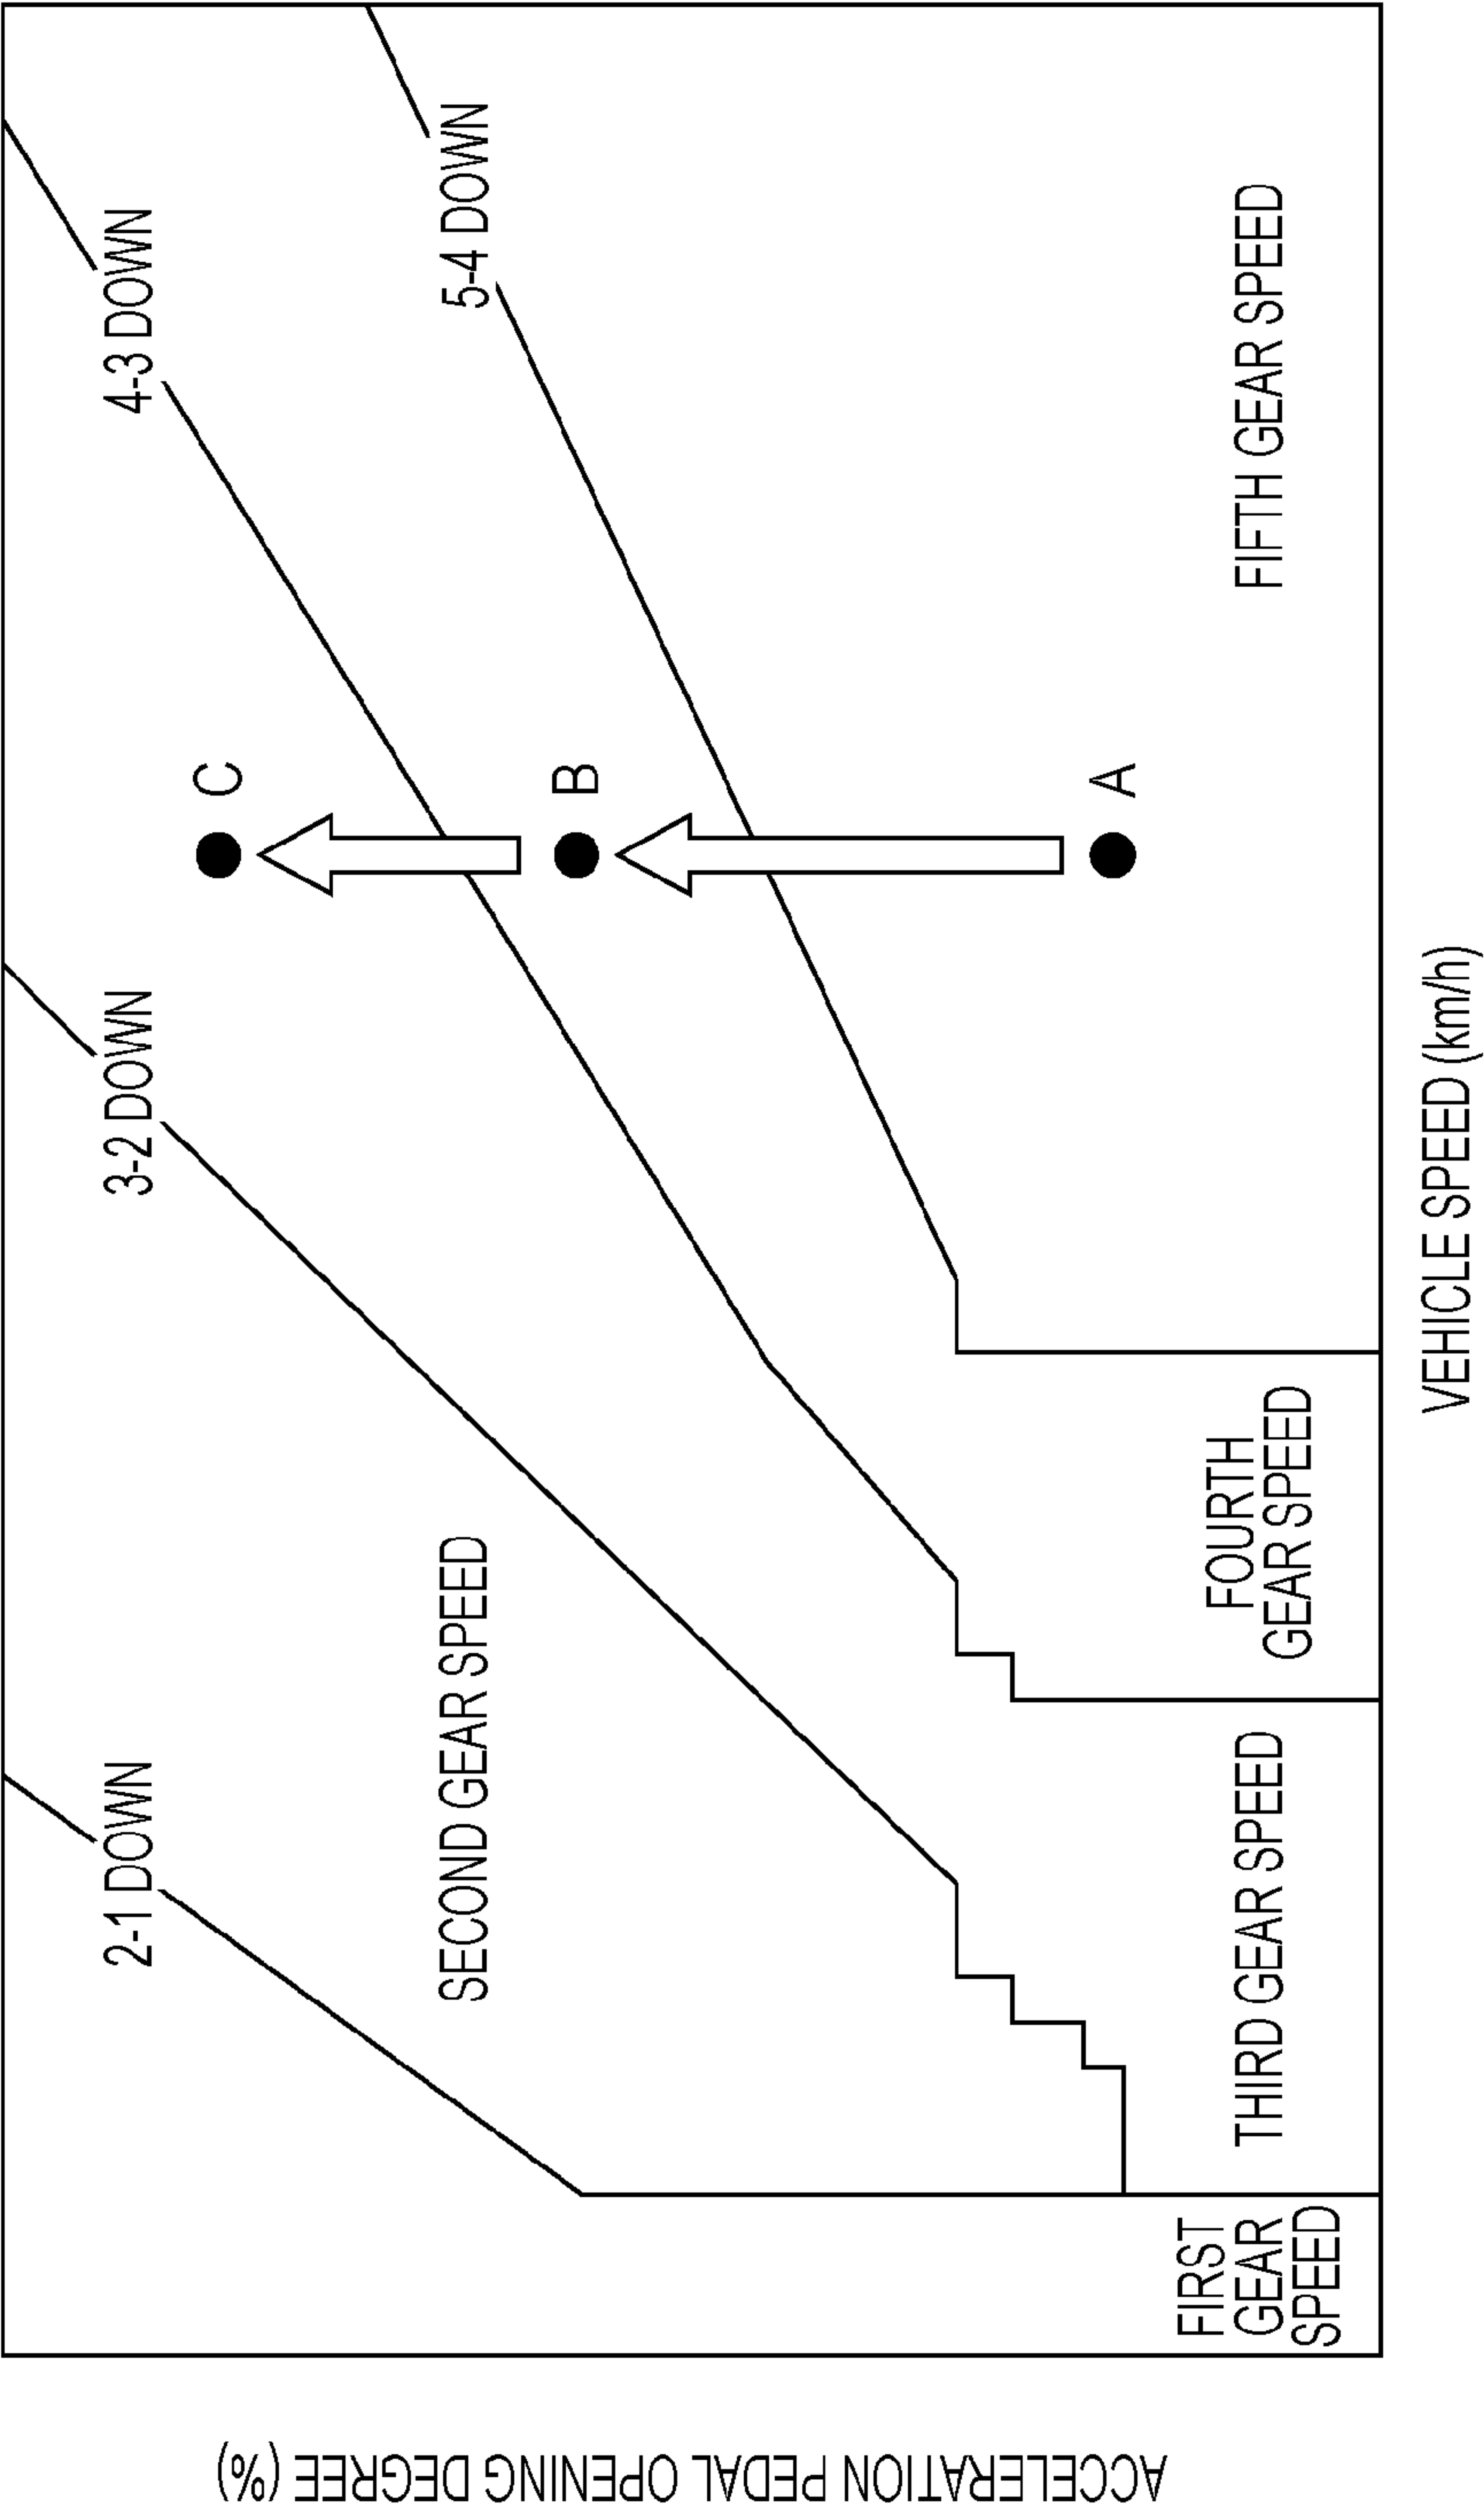 ACCELERATION PEDAL OPENING DEGREE (%)
2-1 DOWN
3-2 DOWN
4-3 DOWN
5-4 DOWN
C
B
A
SECOND GEAR SPEED
FIRST
GEAR
SPEED
THIRD GEAR SPEED
FOURTH
GEAR SPEED
FIFTH GEAR SPEED
VEHICLE SPEED (km/h)